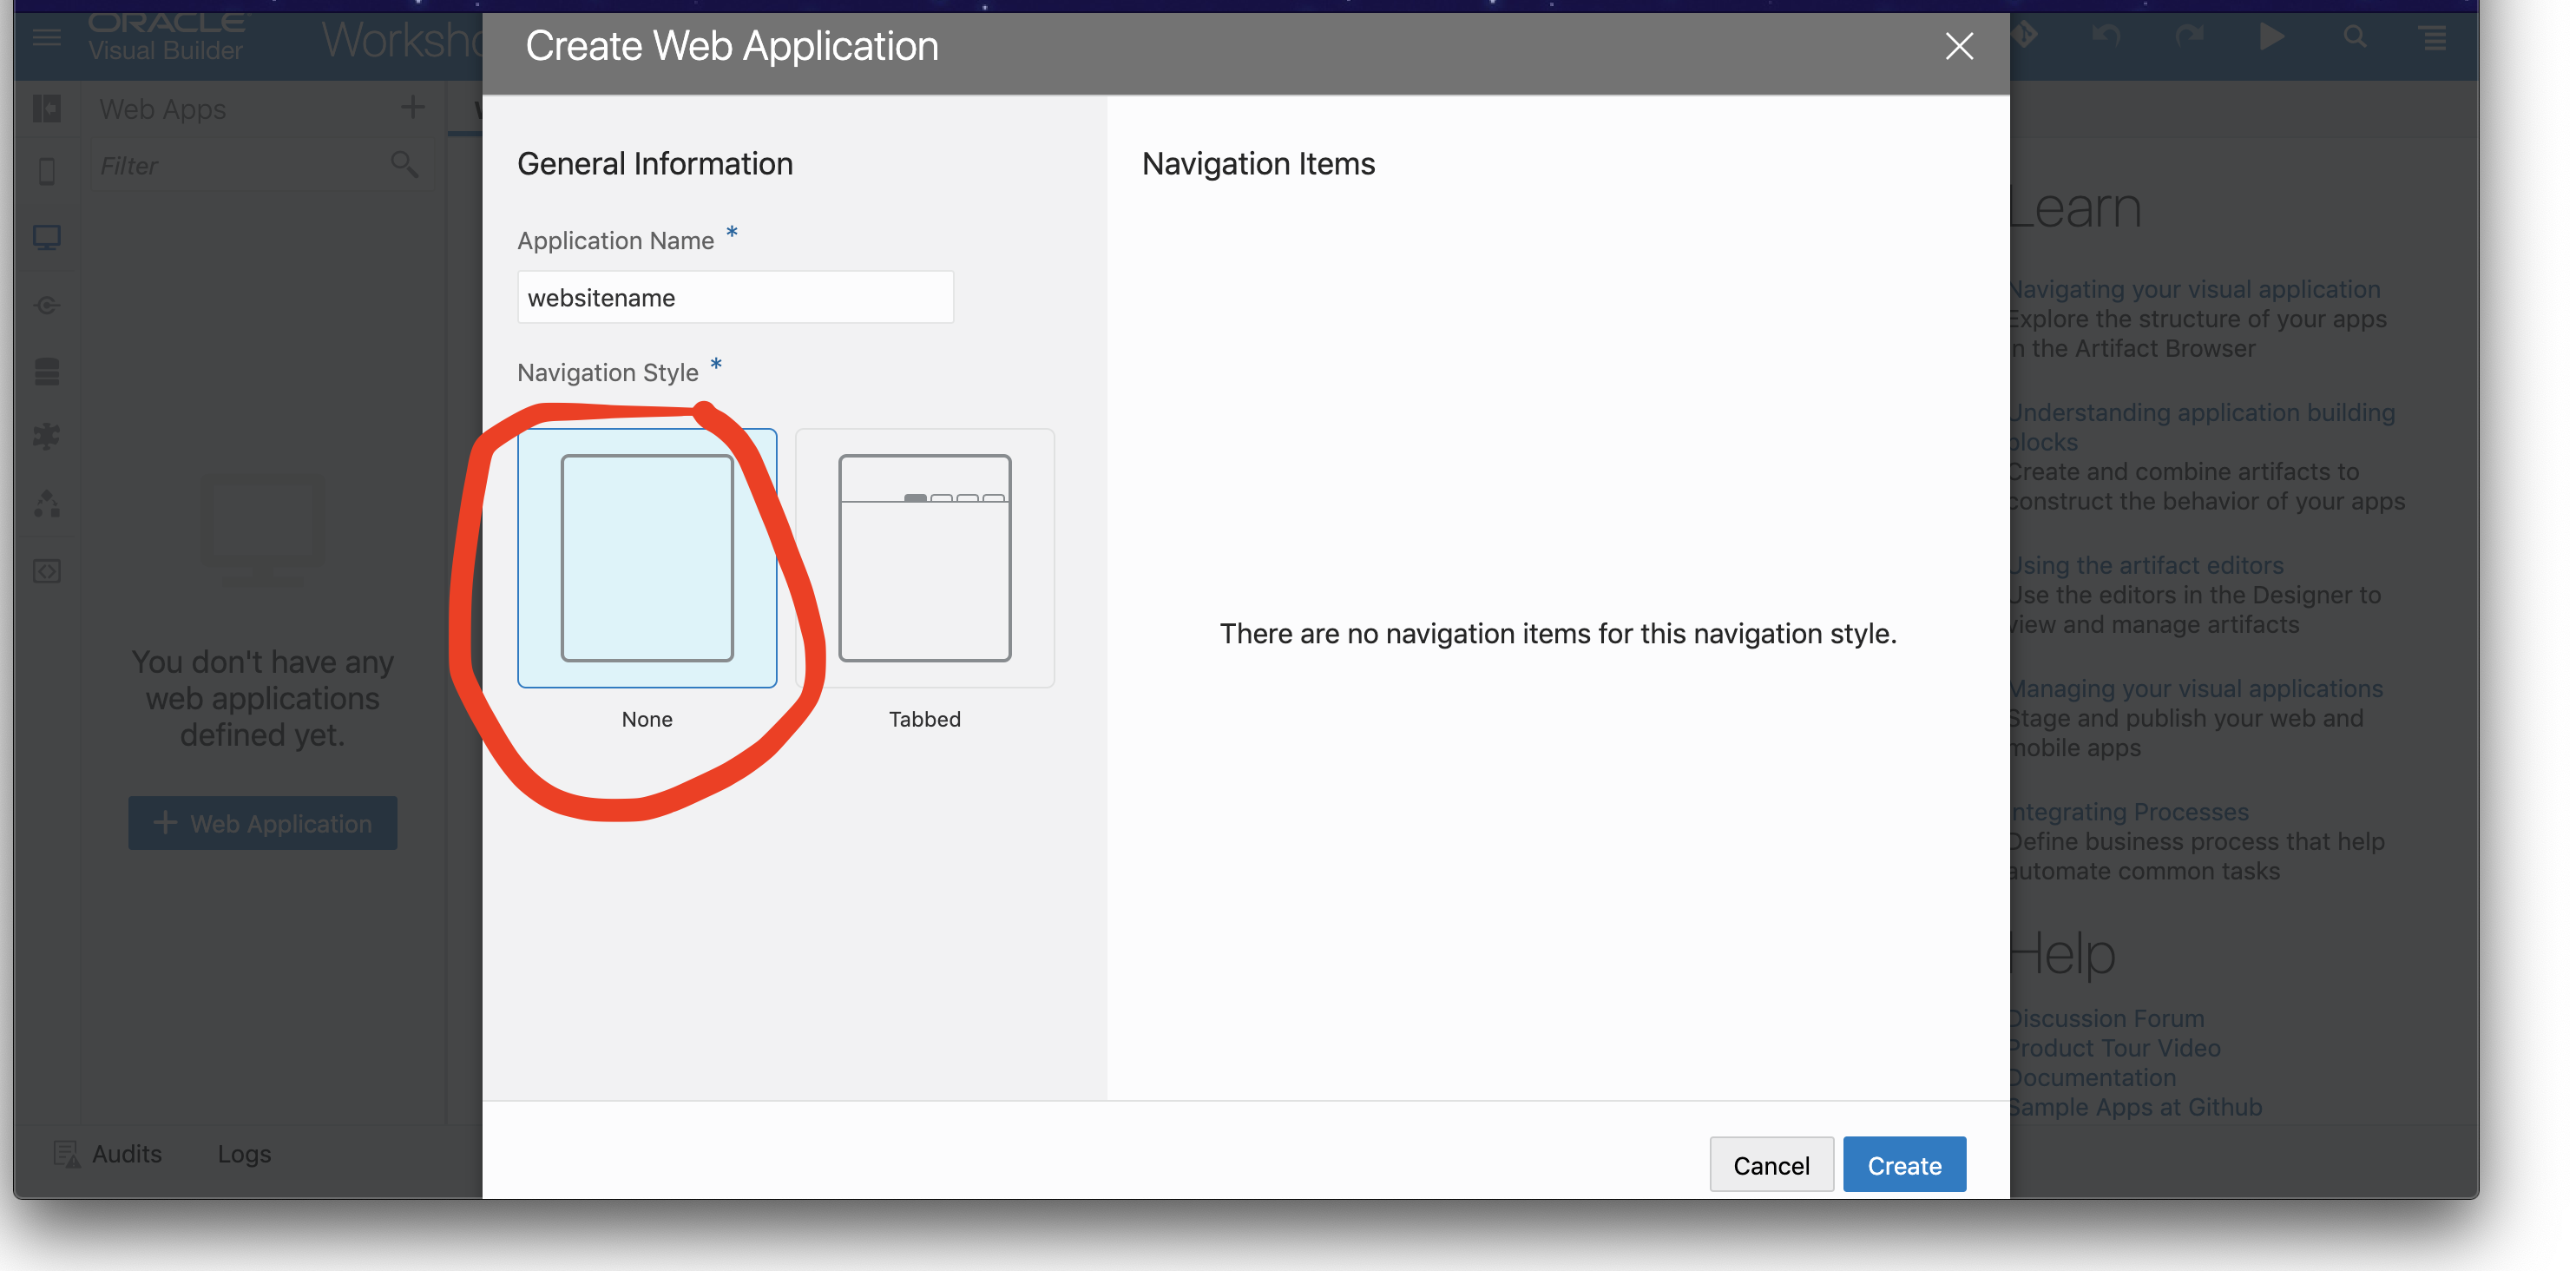 ORACLE
Visual Builder
Create Web Application
Web Apps
Filter
You don't have any
web applications
defined yet.
+ Web Application
General Information
Application Name *
websitename
Navigation Style *
None
Tabbed
Navigation Items
There are no navigation items for this navigation style.
Cancel
Create
Learn
Navigating your visual application
Explore the structure of your apps
in the Artifact Browser
Understanding application building
blocks
Create and combine artifacts to
construct the behavior of your apps
Using the artifact editors
Use the editors in the Designer to
view and manage artifacts
Managing your visual applications
Stage and publish your web and
mobile apps
Integrating Processes
Define business process that help
automate common tasks
Help
Discussion Forum
Product Tour Video
Documentation
Sample Apps at Github
Audits
Logs